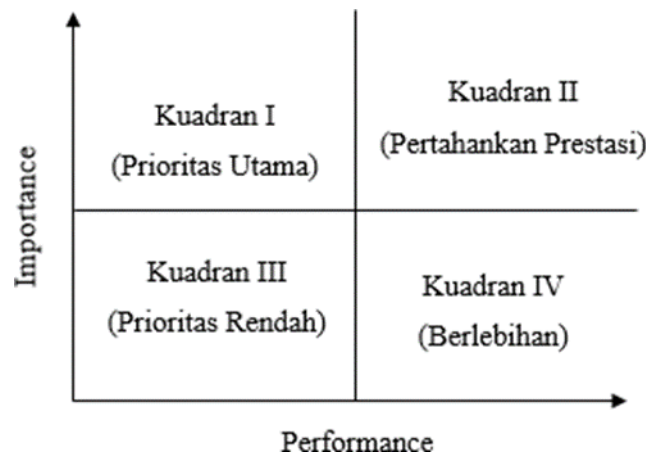 Importance
Kuadran I
(Prioritas Utama)
Kuadran II
(Pertahankan Prestasi)
Kuadran III
(Prioritas Rendah)
Kuadran IV
(Berlebihan)
Performance